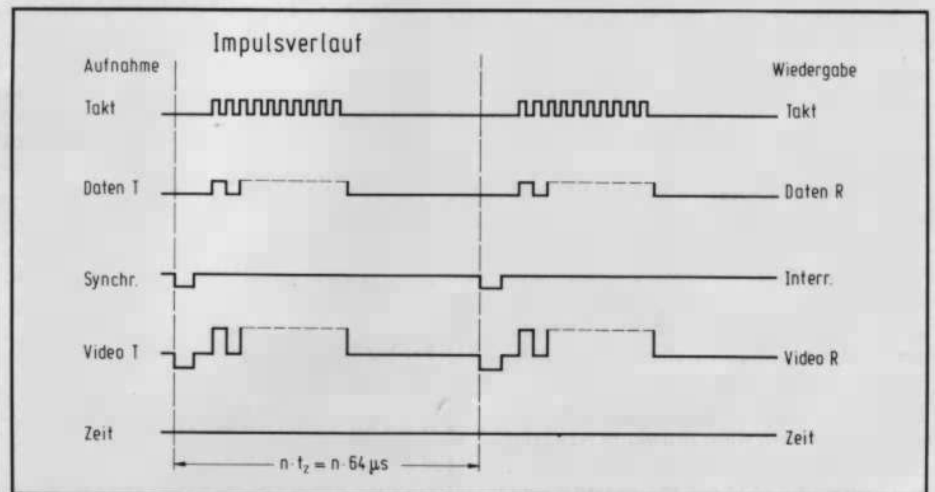 Impulsverlauf
Aufnahme
Wiedergabe
Takt
Takt
Daten T
Daten R
Synchr.
Interr.
Video T
Video R
Zeit
Zeit
n·t_z = n·64 µs